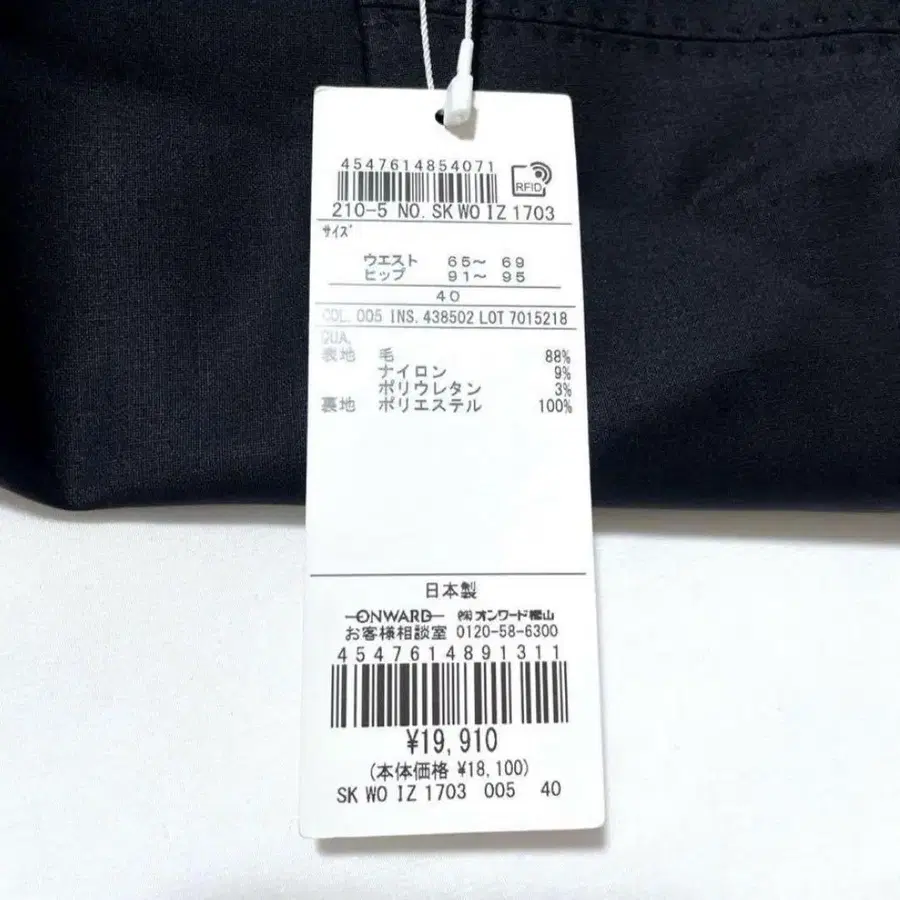 4547614854071
RFID
210-5 NO. SK WO IZ 1703
サイズ
ウエスト 65～ 69
ヒップ 91～ 95
40
COL. 005 INS. 438502 LOT 7015218
QUA.
表地 毛 88%
ナイロン 9%
ポリウレタン 3%
裏地 ポリエステル 100%
日本製
ONWARD ㈱オンワード樫山
お客様相談室 0120-58-6300
4547614891311
¥19,910
(本体価格 ¥18,100)
SK WO IZ 1703 005 40